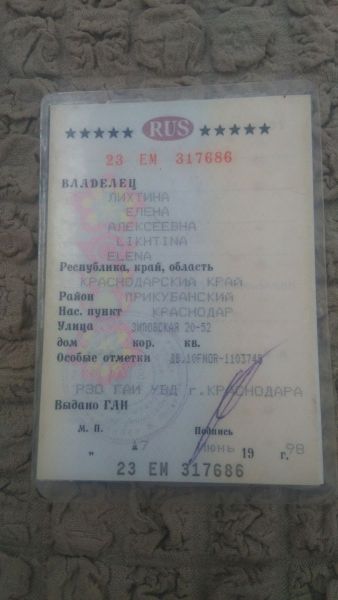 ★★★★★ RUS ★★★★★
23 ЕМ 317686
ВЛАДЕЛЕЦ
ЛИХТИНА
ЕЛЕНА
АЛЕКСЕЕВНА
LIKHTINA
ELENA
Республика, край, область
КРАСНОДАРСКИЙ КРАЙ
Район ПРИКУБАНСКИЙ
Нас. пункт КРАСНОДАР
Улица 20-52
дом кор. кв.
Особые отметки
РЭО ГАИ УВД г.КРАСНОДАРА
Выдано ГАИ
М. П. Подпись
" 17 июнь 19 98 г.
23 ЕМ 317686